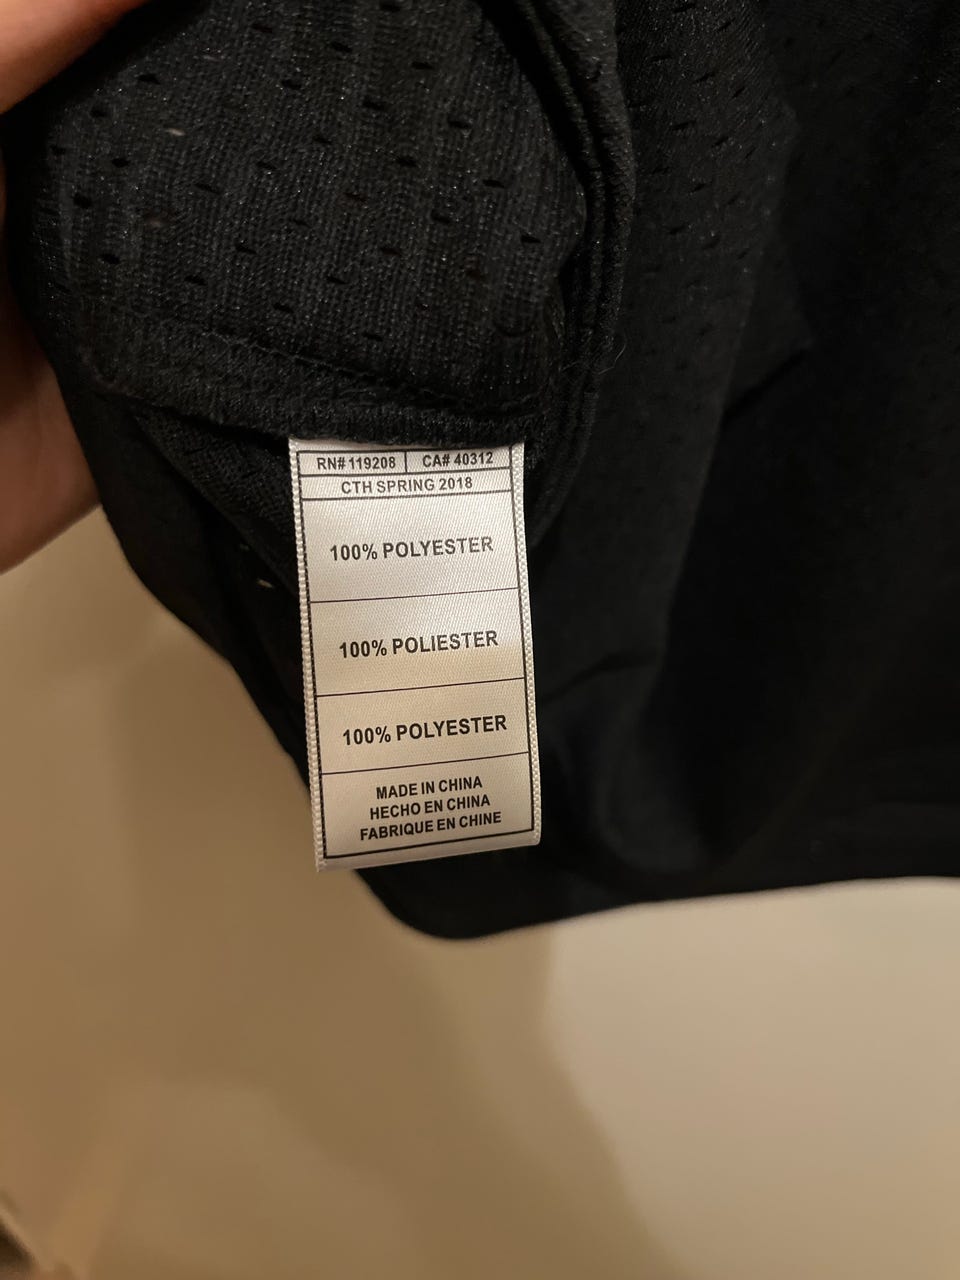 RN# 119208 CA# 40312
CTH SPRING 2018
100% POLYESTER
100% POLIESTER
100% POLYESTER
MADE IN CHINA
HECHO EN CHINA
FABRIQUE EN CHINE